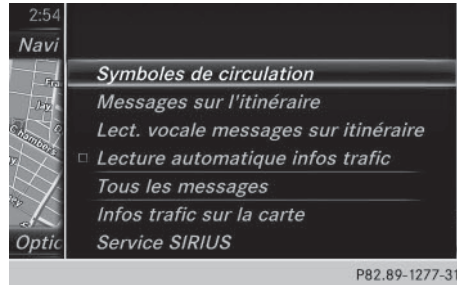 2:54
Navi
Symboles de circulation
Messages sur l'itinéraire
Lect. vocale messages sur itinéraire
Lecture automatique infos trafic
Tous les messages
Infos trafic sur la carte
Optic
Service SIRIUS
P82.89-1277-31